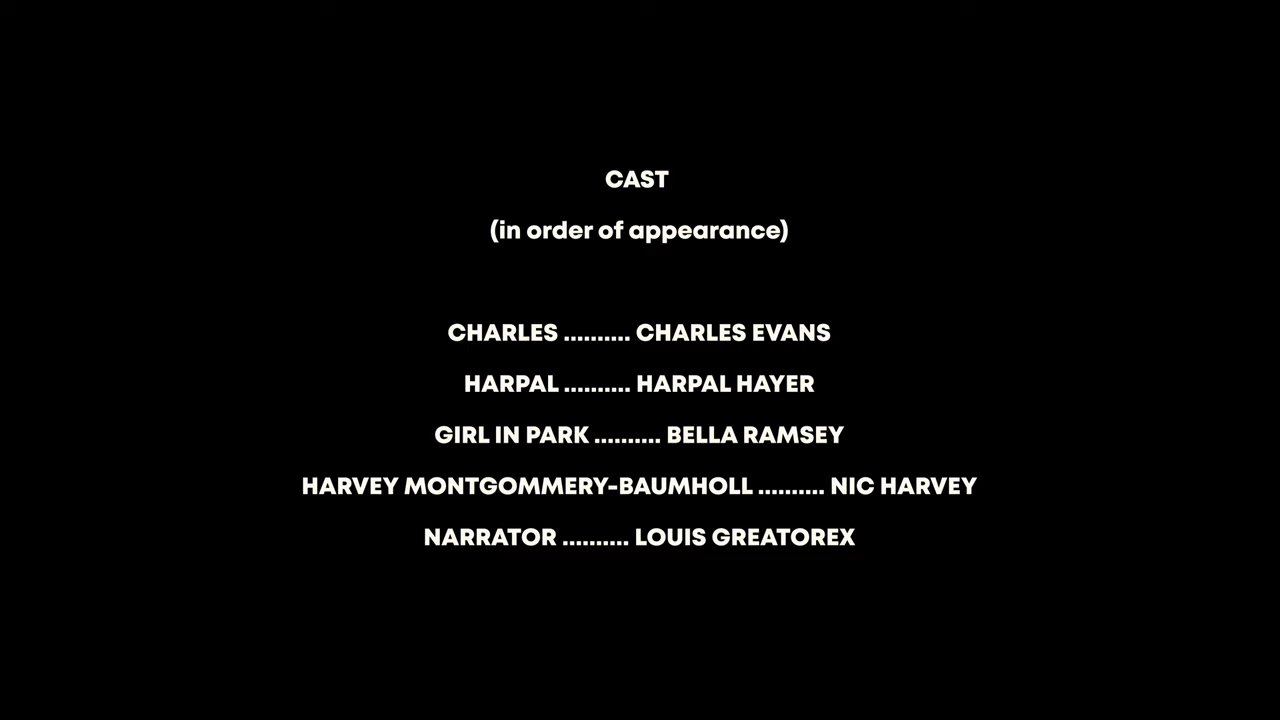 CAST
(in order of appearance)
CHARLES .......... CHARLES EVANS
HARPAL .......... HARPAL HAYER
GIRL IN PARK .......... BELLA RAMSEY
HARVEY MONTGOMMERY-BAUMHOLL .......... NIC HARVEY
NARRATOR .......... LOUIS GREATOREX